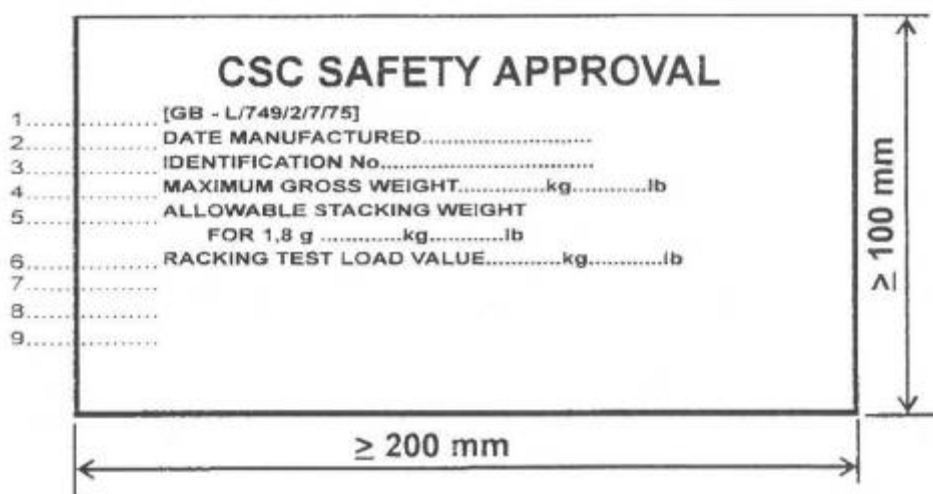 CSC SAFETY APPROVAL
1 [GB - L/749/2/7/75]
2 DATE MANUFACTURED
3 IDENTIFICATION No
4 MAXIMUM GROSS WEIGHT kg lb
5 ALLOWABLE STACKING WEIGHT
FOR 1,8 g kg lb
6 RACKING TEST LOAD VALUE kg lb
7
8
9
≥ 100 mm
≥ 200 mm